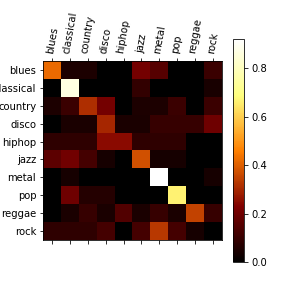 blues classical country disco hiphop jazz metal pop reggae rock
blues
lassical
country
disco
hiphop
jazz
metal
pop
reggae
rock
0.8
0.6
0.4
0.2
0.0